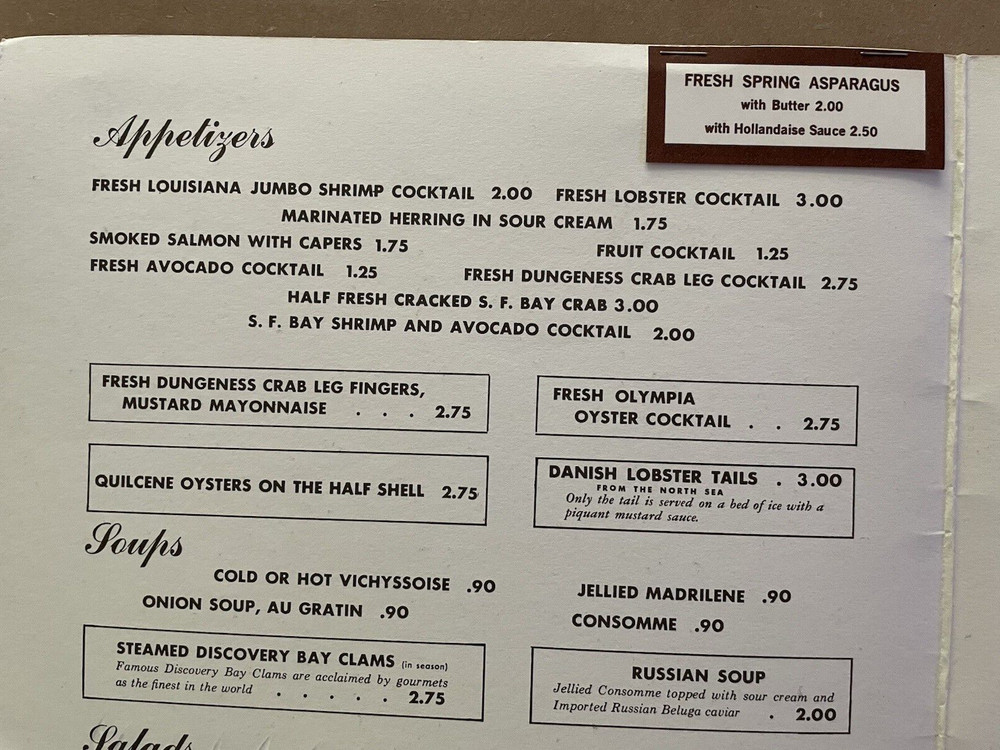 FRESH SPRING ASPARAGUS
with Butter 2.00
with Hollandaise Sauce 2.50
Appetizers
FRESH LOUISIANA JUMBO SHRIMP COCKTAIL 2.00 FRESH LOBSTER COCKTAIL 3.00
MARINATED HERRING IN SOUR CREAM 1.75
SMOKED SALMON WITH CAPERS 1.75 FRUIT COCKTAIL 1.25
FRESH AVOCADO COCKTAIL 1.25 FRESH DUNGENESS CRAB LEG COCKTAIL 2.75
HALF FRESH CRACKED S. F. BAY CRAB 3.00
S. F. BAY SHRIMP AND AVOCADO COCKTAIL 2.00
FRESH DUNGENESS CRAB LEG FINGERS,
MUSTARD MAYONNAISE . . . 2.75
FRESH OLYMPIA
OYSTER COCKTAIL . . 2.75
QUILCENE OYSTERS ON THE HALF SHELL 2.75
DANISH LOBSTER TAILS . 3.00
FROM THE NORTH SEA
Only the tail is served on a bed of ice with a
piquant mustard sauce.
Soups
COLD OR HOT VICHYSSOISE .90
JELLIED MADRILENE .90
ONION SOUP, AU GRATIN .90
CONSOMME .90
STEAMED DISCOVERY BAY CLAMS (in season)
Famous Discovery Bay Clams are acclaimed by gourmets
as the finest in the world . . . . 2.75
RUSSIAN SOUP
Jellied Consomme topped with sour cream and
Imported Russian Beluga caviar . 2.00
Salads